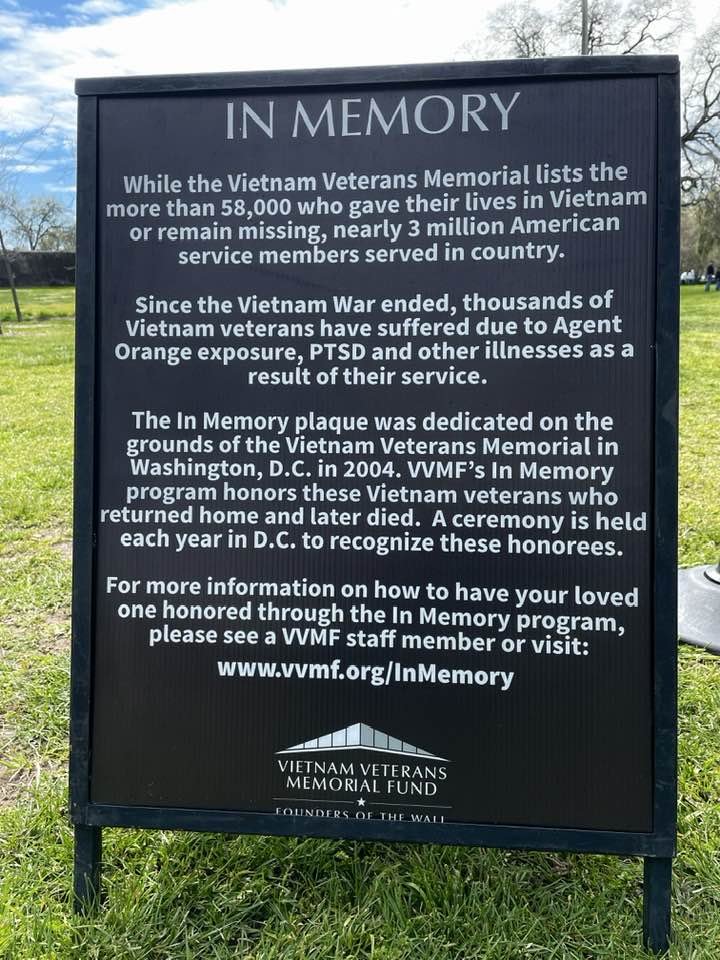 IN MEMORY
While the Vietnam Veterans Memorial lists the
more than 58,000 who gave their lives in Vietnam
or remain missing, nearly 3 million American
service members served in country.
Since the Vietnam War ended, thousands of
Vietnam veterans have suffered due to Agent
Orange exposure, PTSD and other illnesses as a
result of their service.
The In Memory plaque was dedicated on the
grounds of the Vietnam Veterans Memorial in
Washington, D.C. in 2004. VVMF's In Memory
program honors these Vietnam veterans who
returned home and later died. A ceremony is held
each year in D.C. to recognize these honorees.
For more information on how to have your loved
one honored through the In Memory program,
please see a VVMF staff member or visit:
www.vvmf.org/InMemory
VIETNAM VETERANS
MEMORIAL FUND
FOUNDERS OF THE WALL